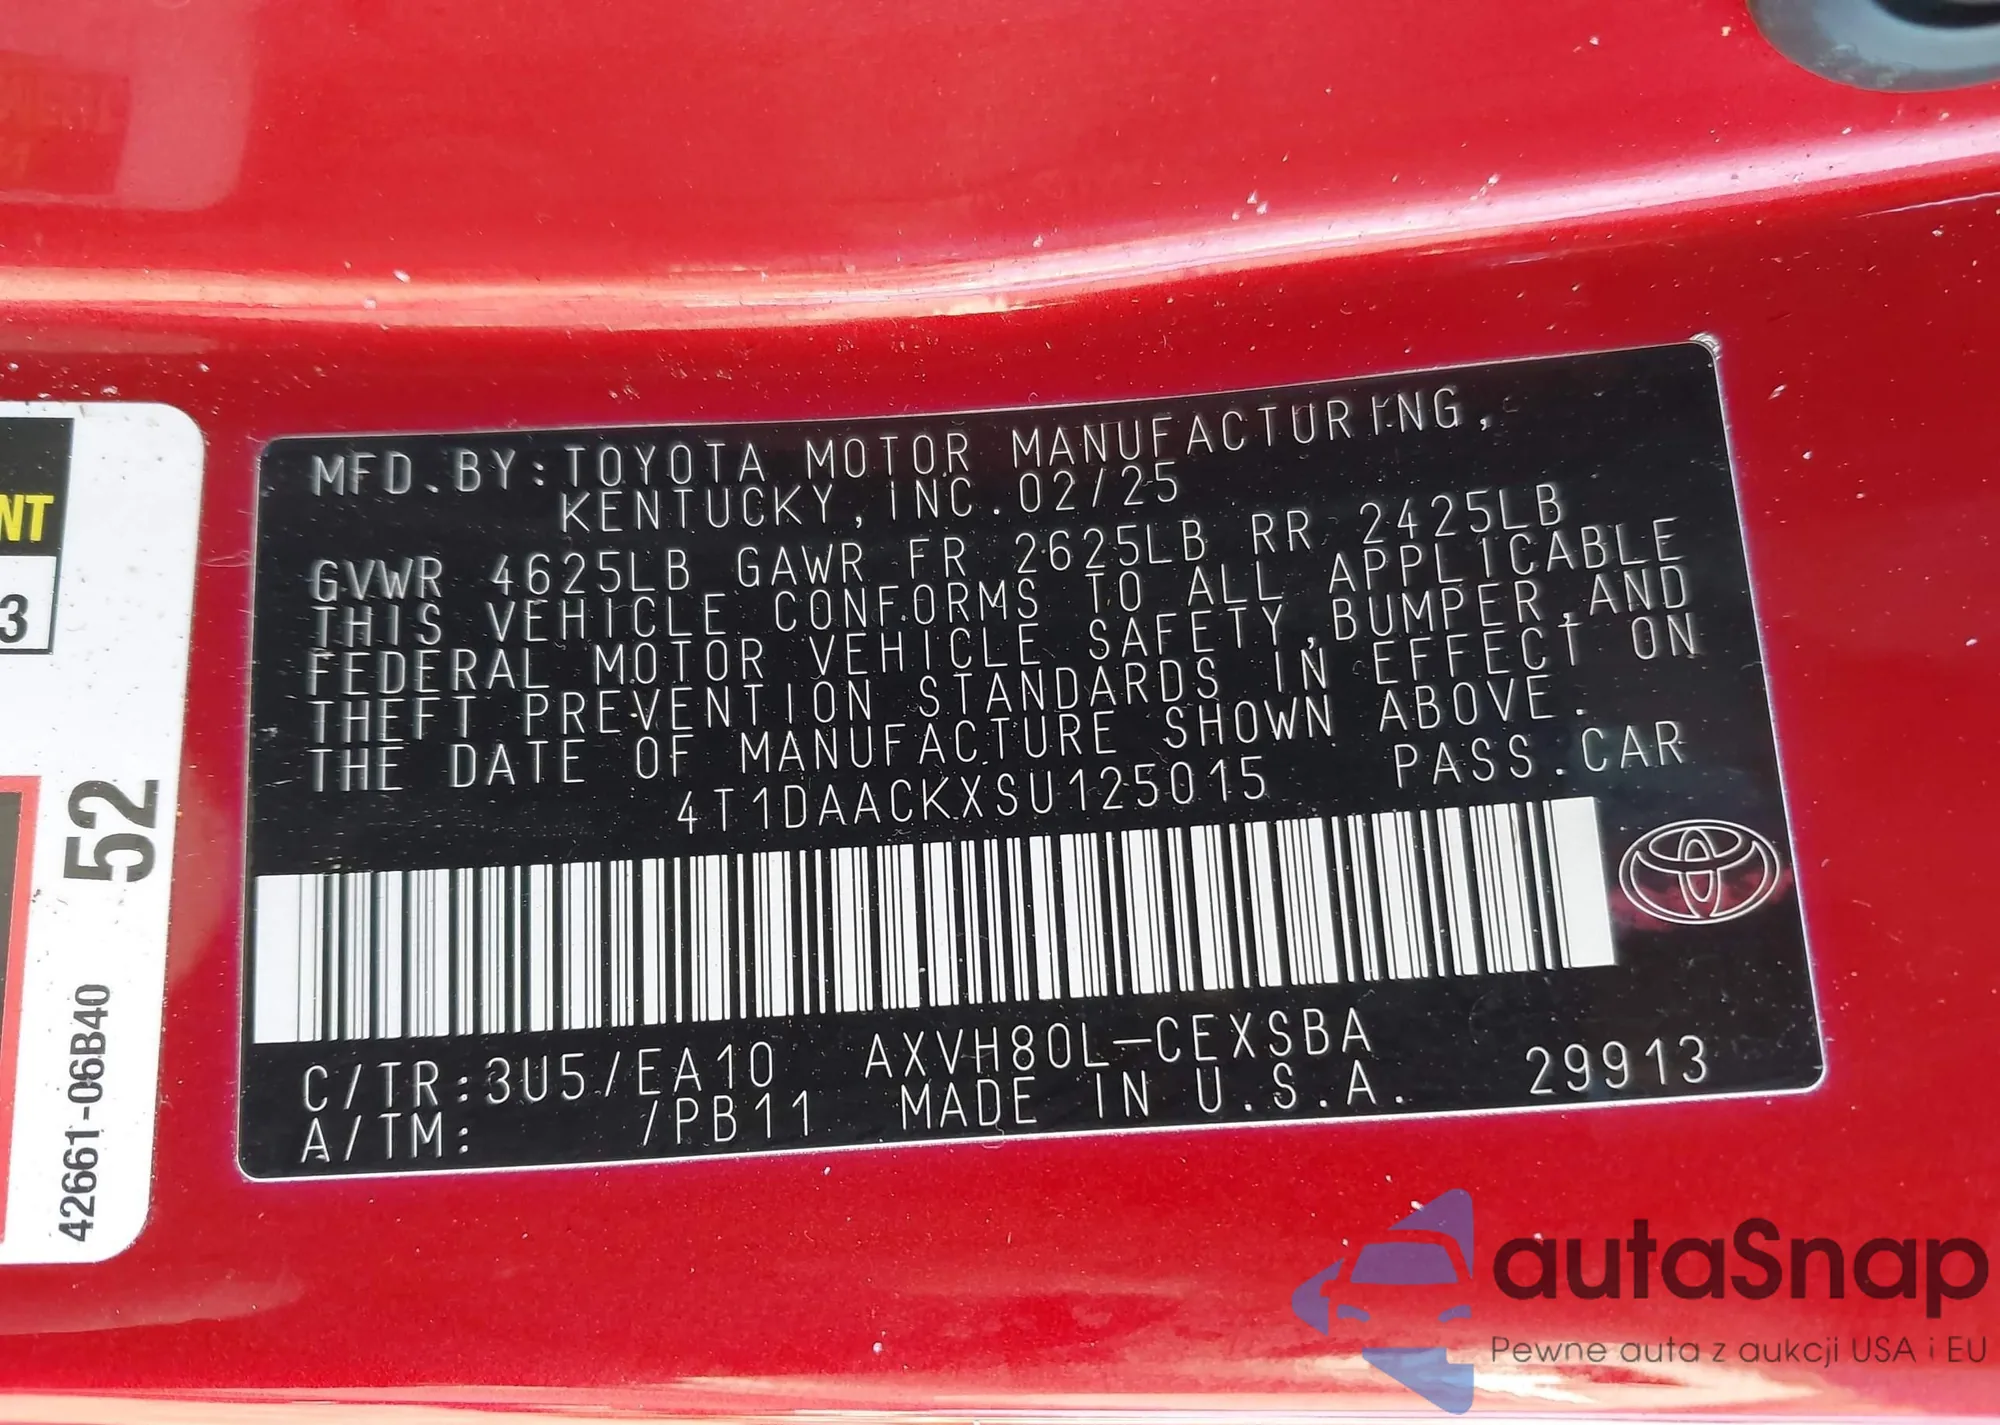 MFD.BY:TOYOTA MOTOR MANUFACTURING,
KENTUCKY,INC.02/25
GVWR 4625LB GAWR FR 2625LB RR 2425LB
THIS VEHICLE CONFORMS TO ALL APPLICABLE
FEDERAL MOTOR VEHICLE SAFETY,BUMPER,AND
THEFT PREVENTION STANDARDS IN EFFECT ON
THE DATE OF MANUFACTURE SHOWN ABOVE.
4T1DAACKXSU125015 PASS.CAR
C/TR:3U5/EA10 AXVH80L-CEXSBA
A/TM: /PB11 MADE IN U.S.A. 29913
NT
3
52
42661-06B40
autaSnap
Pewne auta z aukcji USA i EU